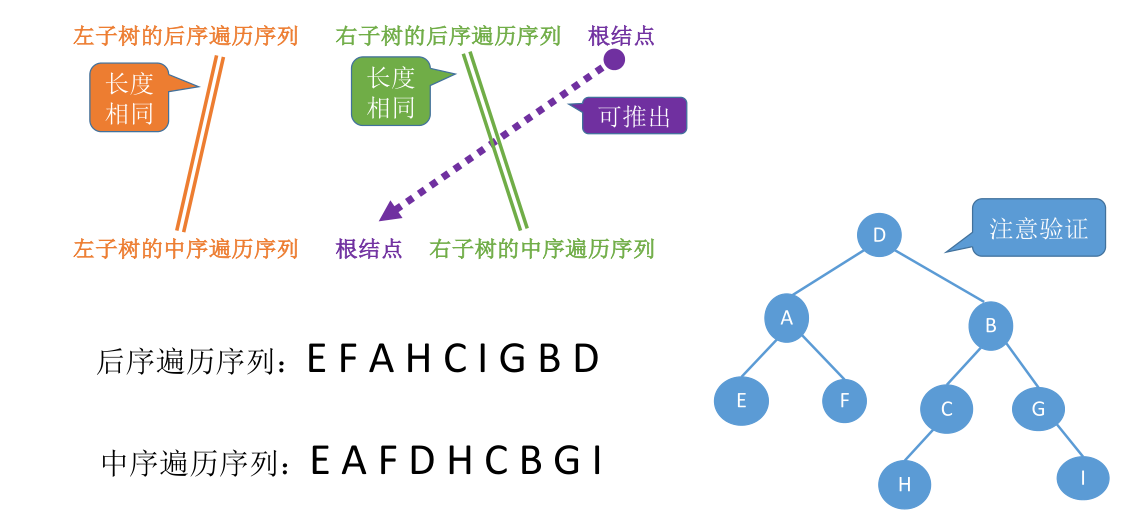 左子树的后序遍历序列 右子树的后序遍历序列 根结点
长度
相同
长度
相同
可推出
左子树的中序遍历序列 根结点 右子树的中序遍历序列
注意验证
D
A
B
E
F
C
G
H
I
后序遍历序列：E F A H C I G B D
中序遍历序列：E A F D H C B G I